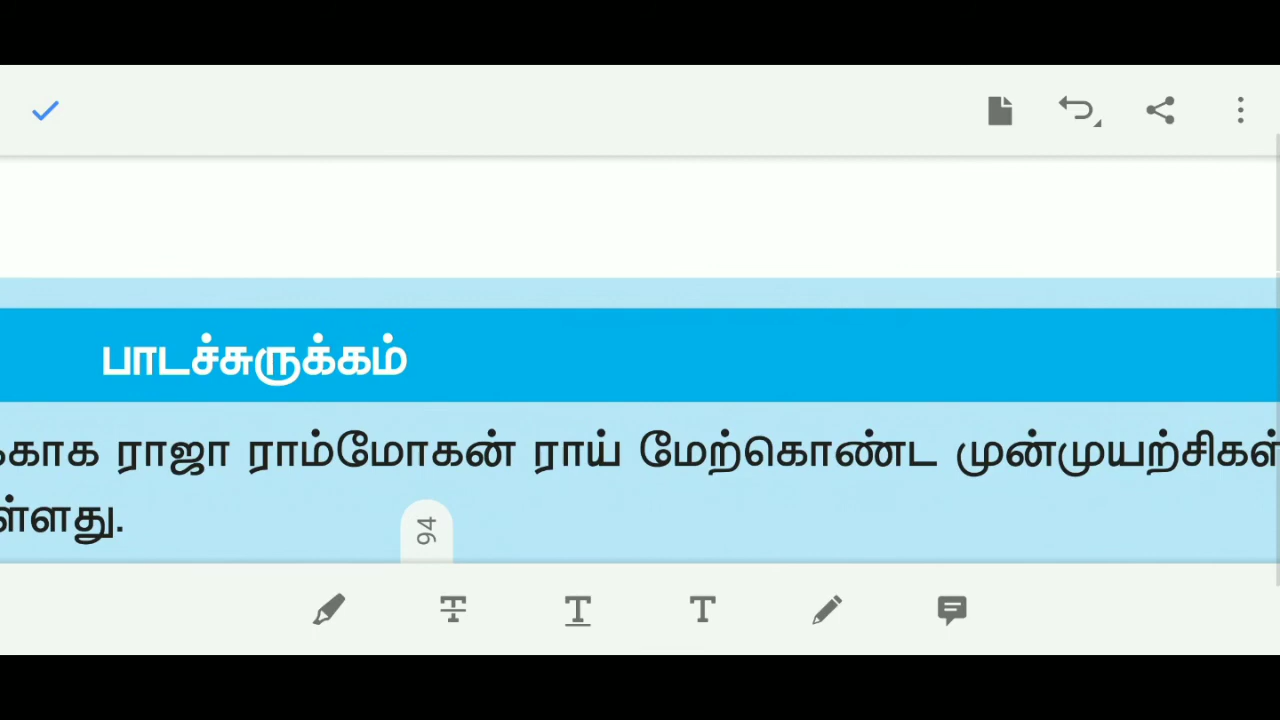 பாடச்சுருக்கம்
ராஜா ராம்மோகன் ராய் மேற்கொண்ட முன்முயற்சிகள்
94